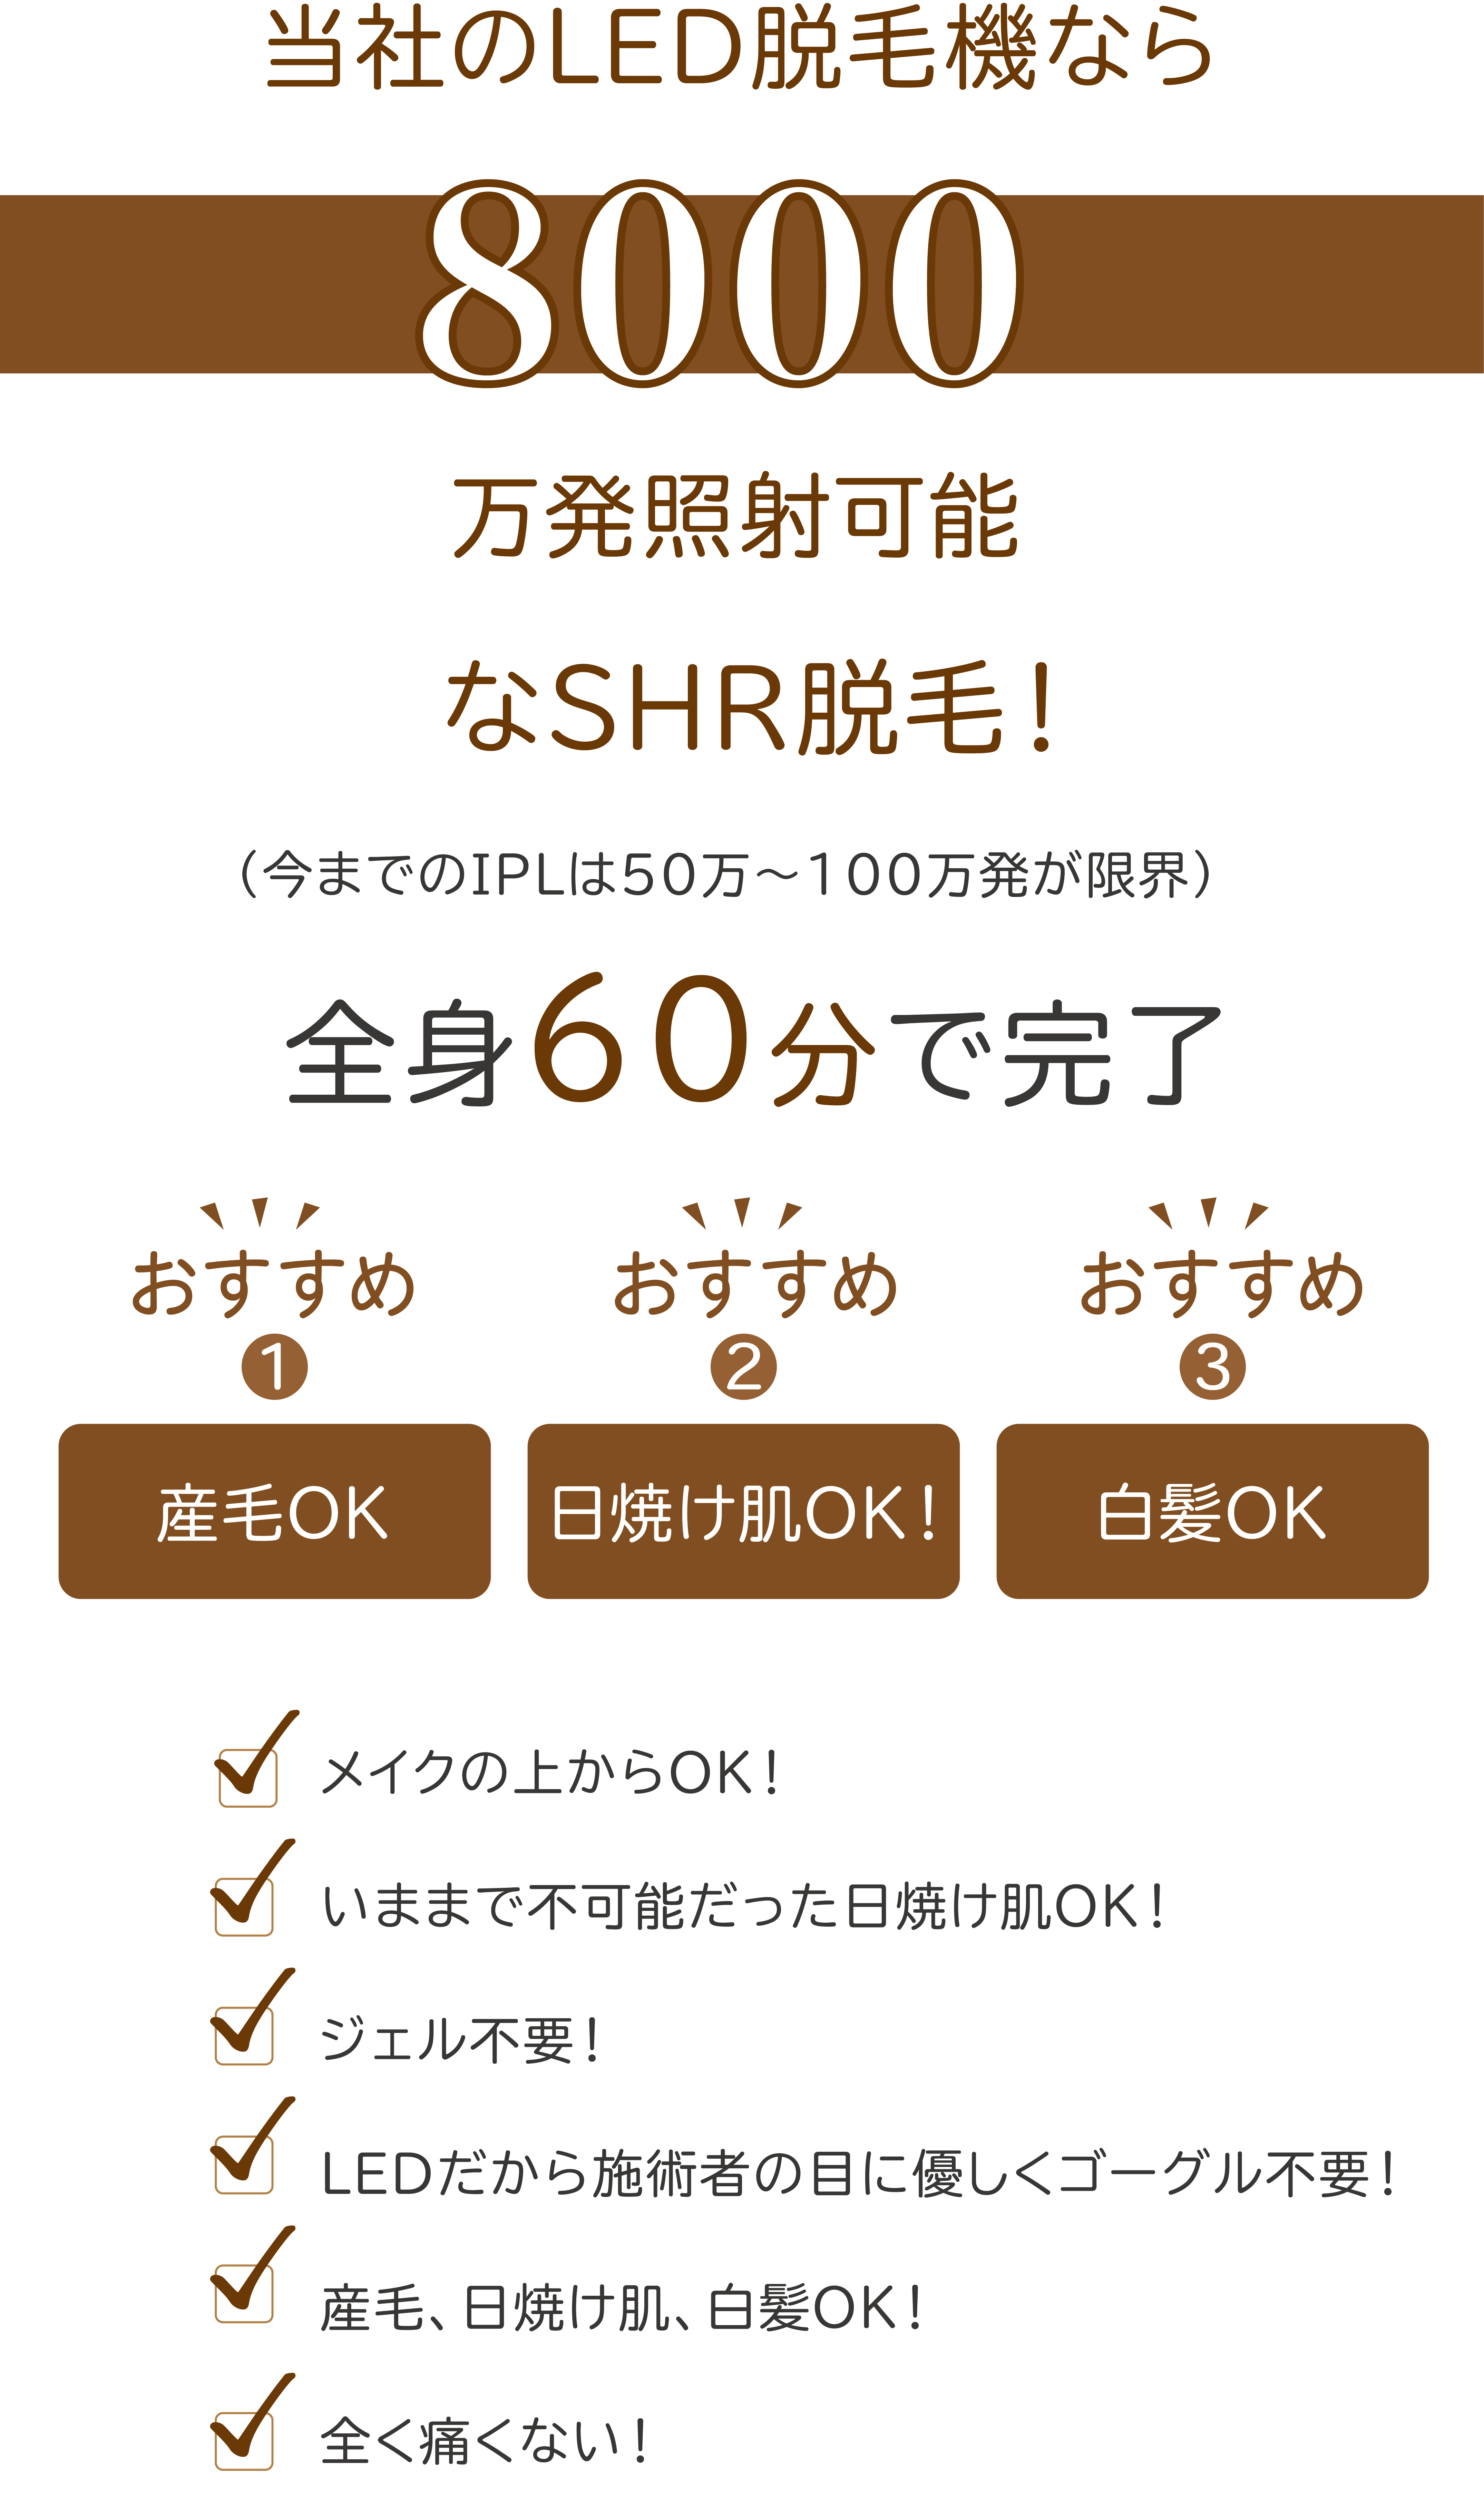 当社のLED脱毛機なら
8000
万発照射可能
なSHR脱毛！
（今までのIPLは50万～100万発が限界）
全身60分で完了
おすすめ おすすめ おすすめ
1 2 3
産毛OK 日焼け肌OK！ 白髪OK
メイクの上からOK！
いままで不可能だった日焼け肌OK！
ジェル不要！
LEDだから施術者の目に優しくゴーグル不要！
産毛、日焼け肌、白髪OK！
全く痛くない！